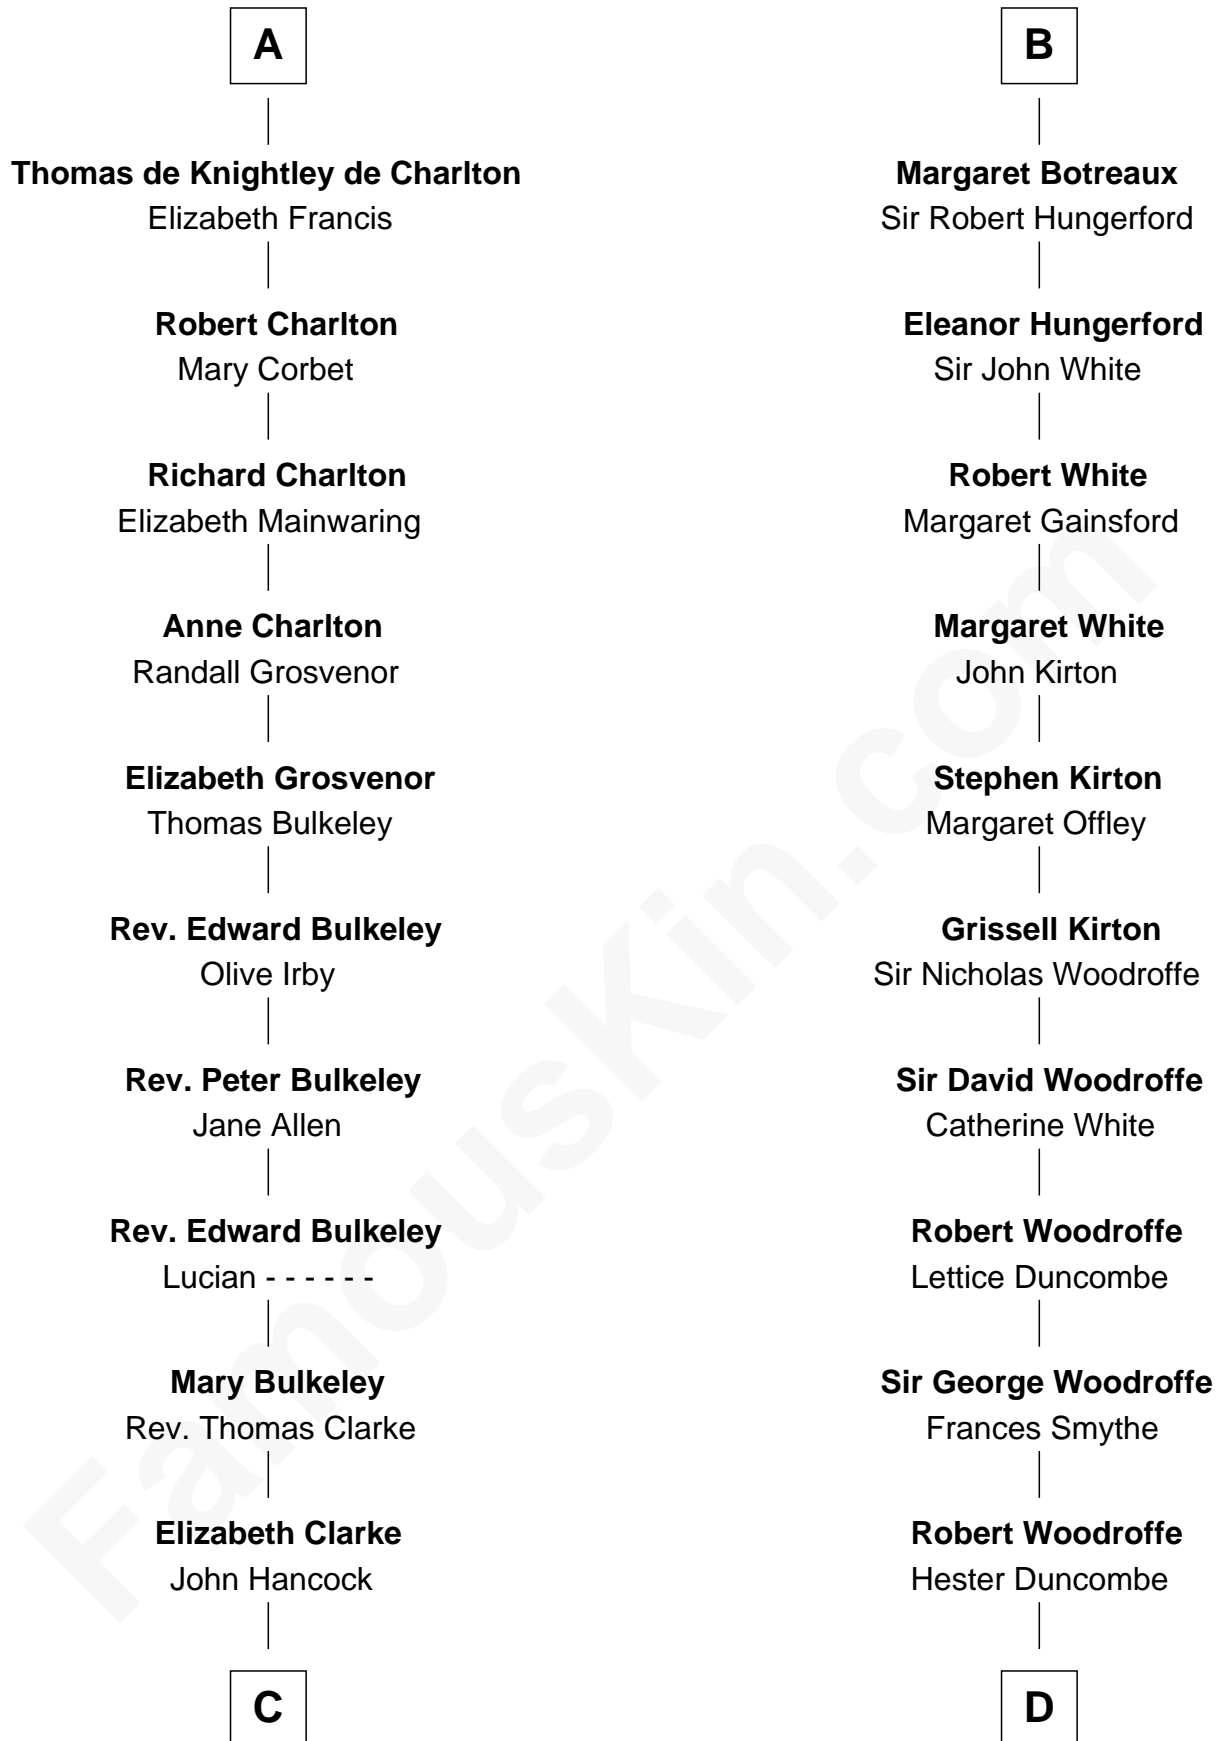 A
Thomas de Knightley de Charlton
Elizabeth Francis
Robert Charlton
Mary Corbet
Richard Charlton
Elizabeth Mainwaring
Anne Charlton
Randall Grosvenor
Elizabeth Grosvenor
Thomas Bulkeley
Rev. Edward Bulkeley
Olive Irby
Rev. Peter Bulkeley
Jane Allen
Rev. Edward Bulkeley
Lucian - - - - - -
Mary Bulkeley
Rev. Thomas Clarke
Elizabeth Clarke
John Hancock
C
B
Margaret Botreaux
Sir Robert Hungerford
Eleanor Hungerford
Sir John White
Robert White
Margaret Gainsford
Margaret White
John Kirton
Stephen Kirton
Margaret Offley
Grissell Kirton
Sir Nicholas Woodroffe
Sir David Woodroffe
Catherine White
Robert Woodroffe
Lettice Duncombe
Sir George Woodroffe
Frances Smythe
Robert Woodroffe
Hester Duncombe
D
FamousKin.com